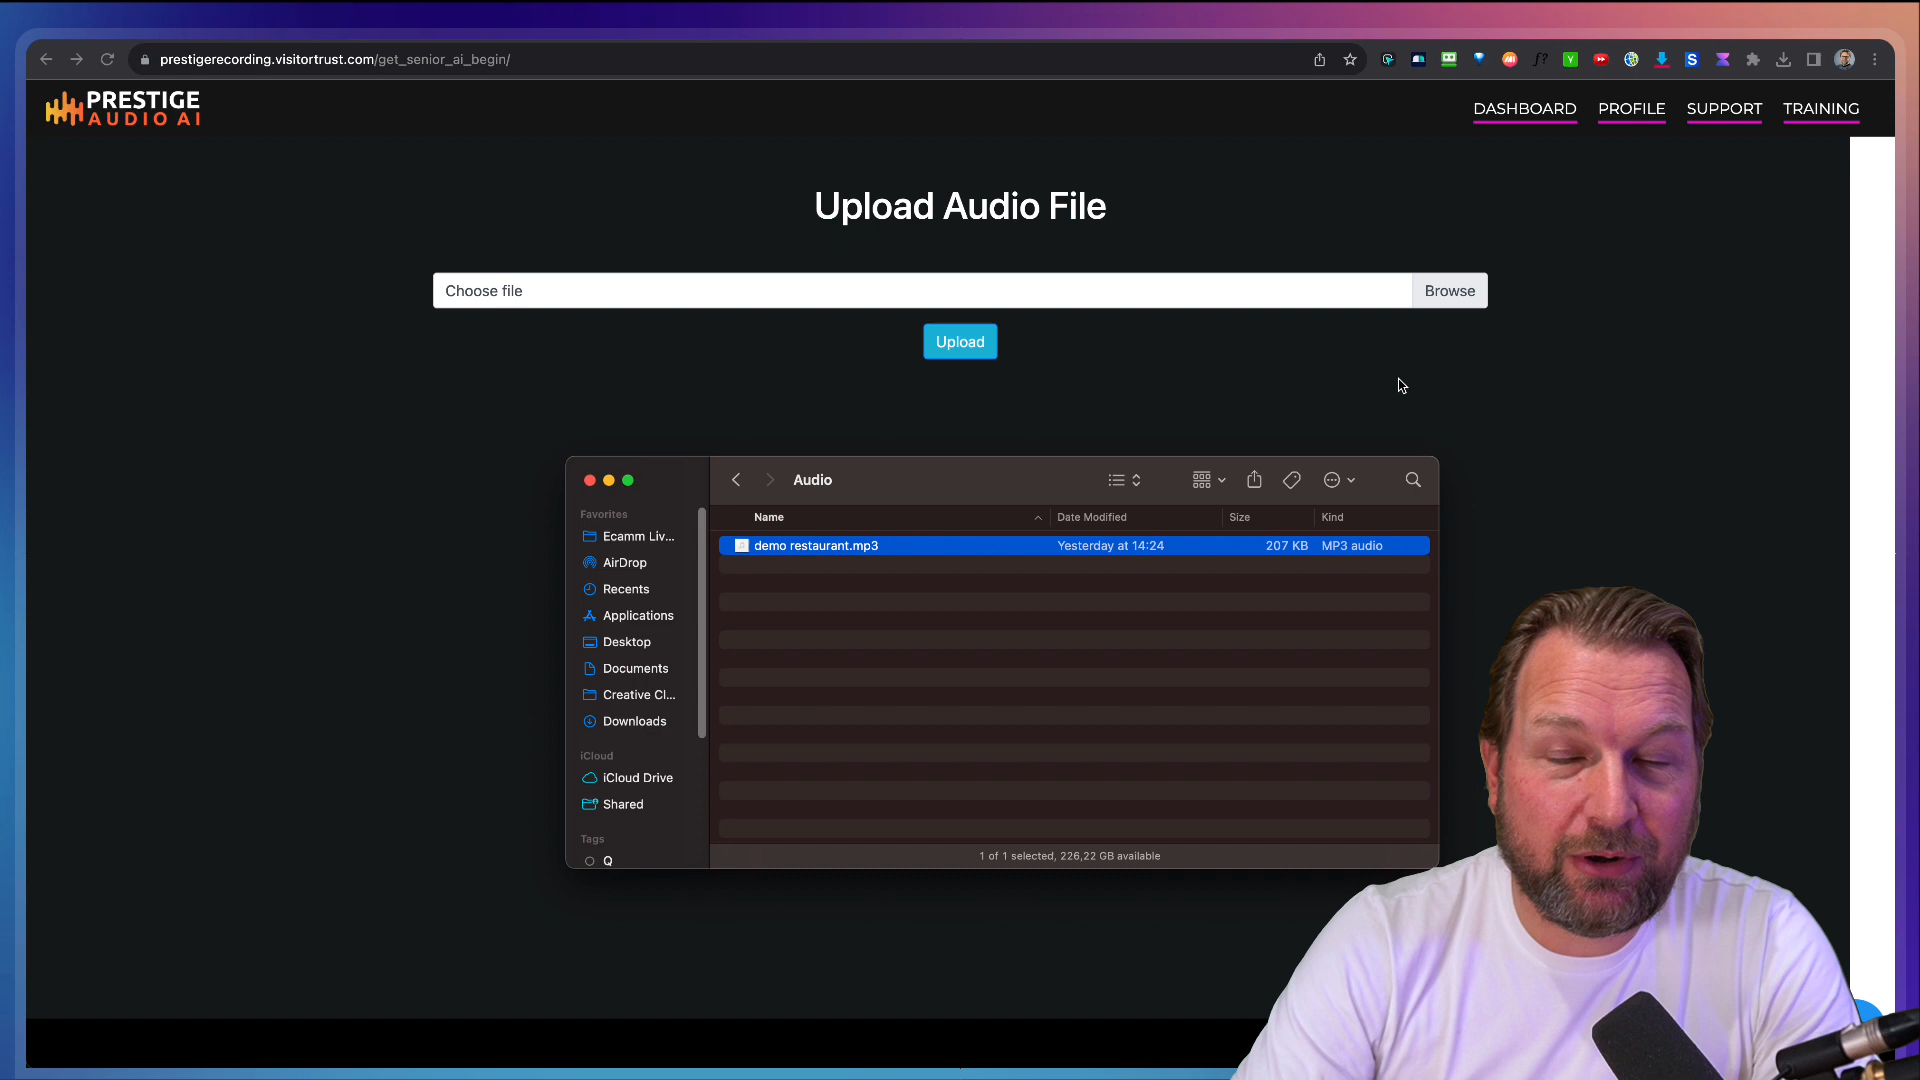 prestigerecording.visitortrust.com/get_senior_ai_begin/
PRESTIGE
AUDIO AI
DASHBOARD
PROFILE
SUPPORT
TRAINING
Upload Audio File
Choose file
Browse
Upload
Audio
Favorites
Ecamm Liv...
AirDrop
Recents
Applications
Desktop
Documents
Creative Cl...
Downloads
iCloud
iCloud Drive
Shared
Tags
Q
Name Date Modified Size Kind
demo restaurant.mp3 Yesterday at 14:24 207 KB MP3 audio
1 of 1 selected, 226,22 GB available